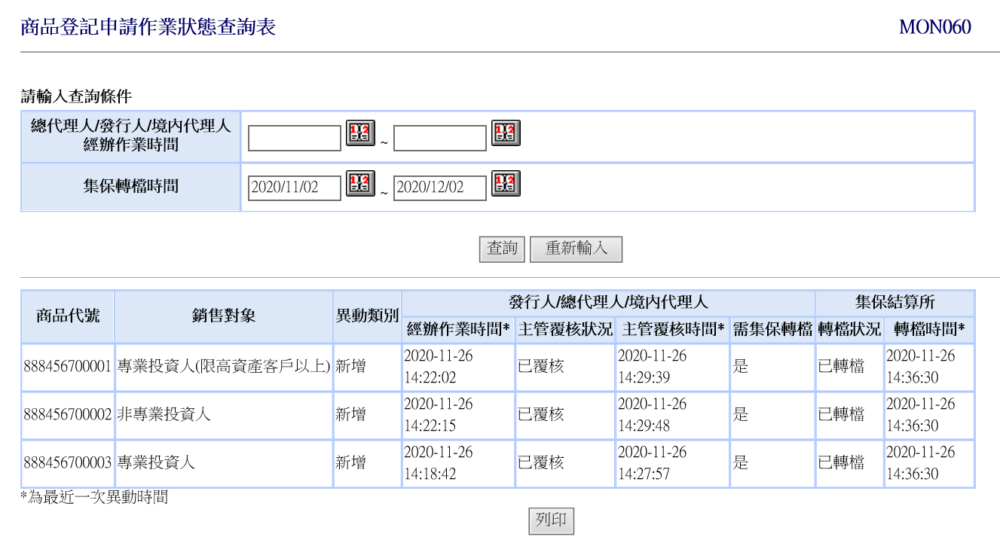 商品登記申請作業狀態查詢表 MON060
請輸入查詢條件
總代理人/發行人/境內代理人
經辦作業時間
~
集保轉檔時間 2020/11/02 ~ 2020/12/02
查詢 重新輸入
商品代號 銷售對象 異動類別 發行人/總代理人/境內代理人 集保結算所
經辦作業時間* 主管覆核狀況 主管覆核時間* 需集保轉檔 轉檔狀況 轉檔時間*
888456700001 專業投資人(限高資產客戶以上) 新增 2020-11-26 14:22:02 已覆核 2020-11-26 14:29:39 是 已轉檔 2020-11-26 14:36:30
888456700002 非專業投資人 新增 2020-11-26 14:22:15 已覆核 2020-11-26 14:29:48 是 已轉檔 2020-11-26 14:36:30
888456700003 專業投資人 新增 2020-11-26 14:18:42 已覆核 2020-11-26 14:27:57 是 已轉檔 2020-11-26 14:36:30
*為最近一次異動時間
列印